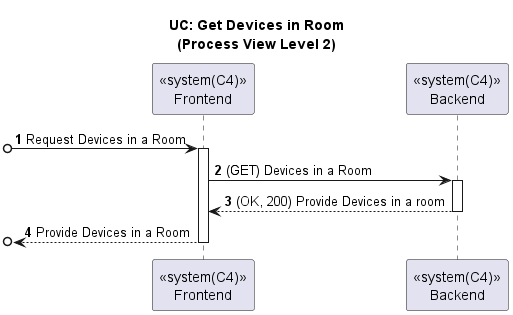 UC: Get Devices in Room
(Process View Level 2)
«system(C4)»
Frontend
«system(C4)»
Backend
1 Request Devices in a Room
2 (GET) Devices in a Room
3 (OK, 200) Provide Devices in a room
4 Provide Devices in a Room
«system(C4)»
Frontend
«system(C4)»
Backend